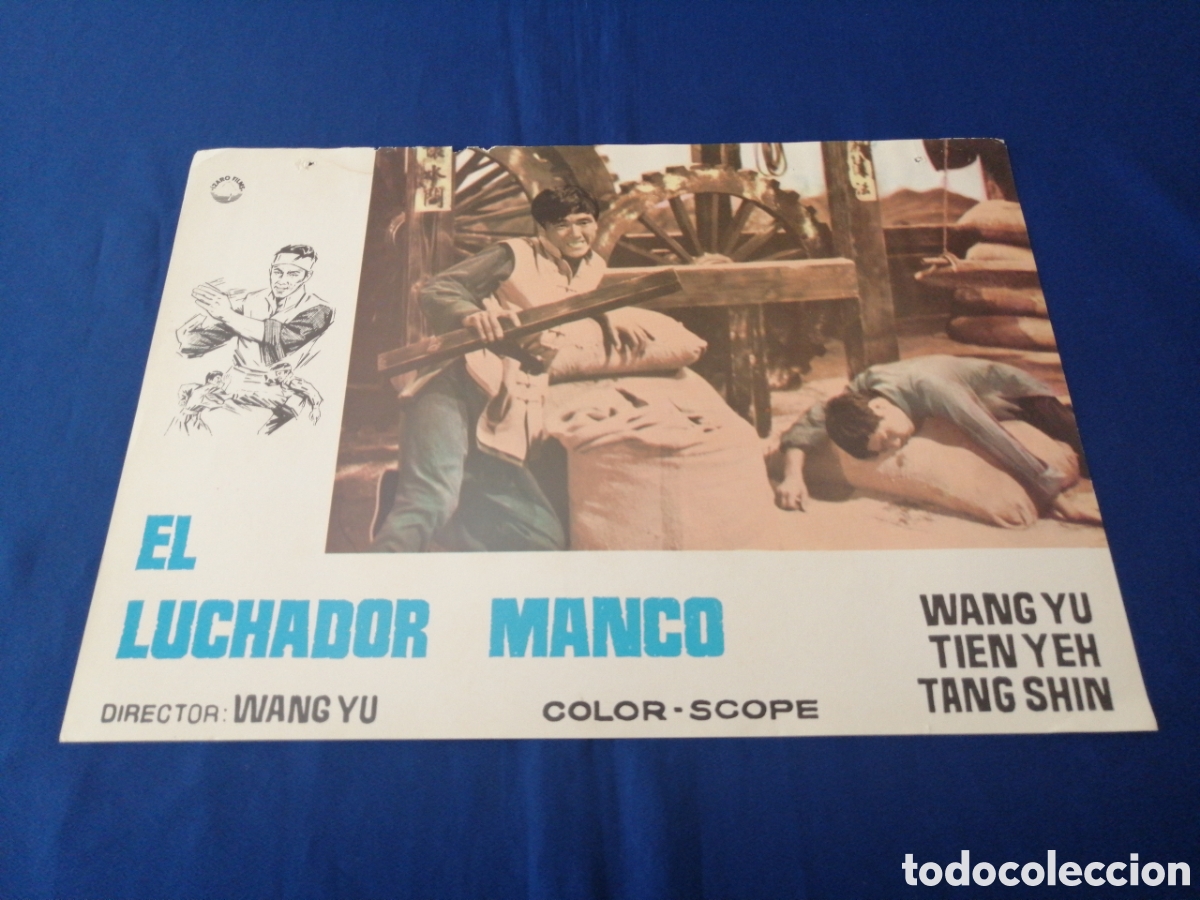 EL
LUCHADOR MANCO
DIRECTOR: WANG YU
COLOR-SCOPE
WANG YU
TIEN YEH
TANG SHIN
todocoleccion